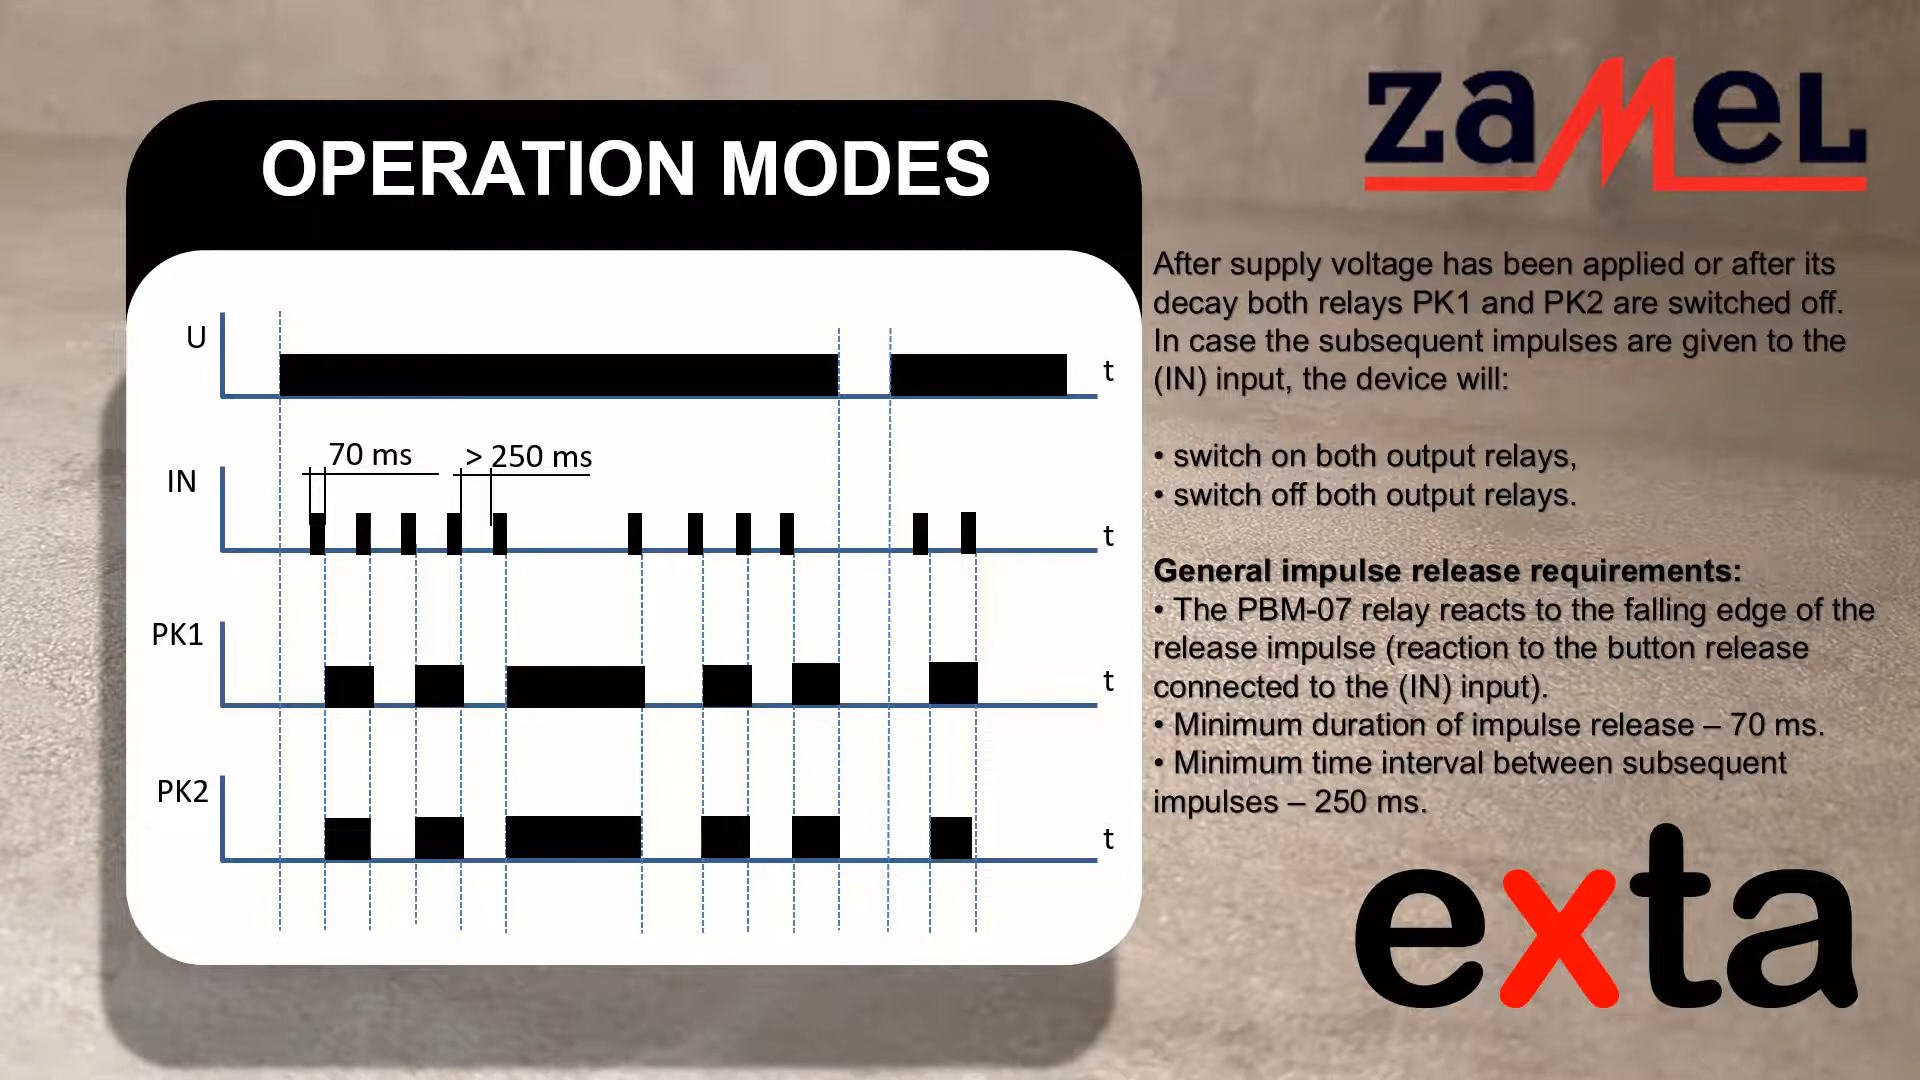 OPERATION MODES
U
t
70 ms
> 250 ms
IN
t
PK1
t
PK2
t
zaMeL
After supply voltage has been applied or after its
decay both relays PK1 and PK2 are switched off.
In case the subsequent impulses are given to the
(IN) input, the device will:
• switch on both output relays,
• switch off both output relays.
General impulse release requirements:
• The PBM-07 relay reacts to the falling edge of the
release impulse (reaction to the button release
connected to the (IN) input).
• Minimum duration of impulse release – 70 ms.
• Minimum time interval between subsequent
impulses – 250 ms.
exta